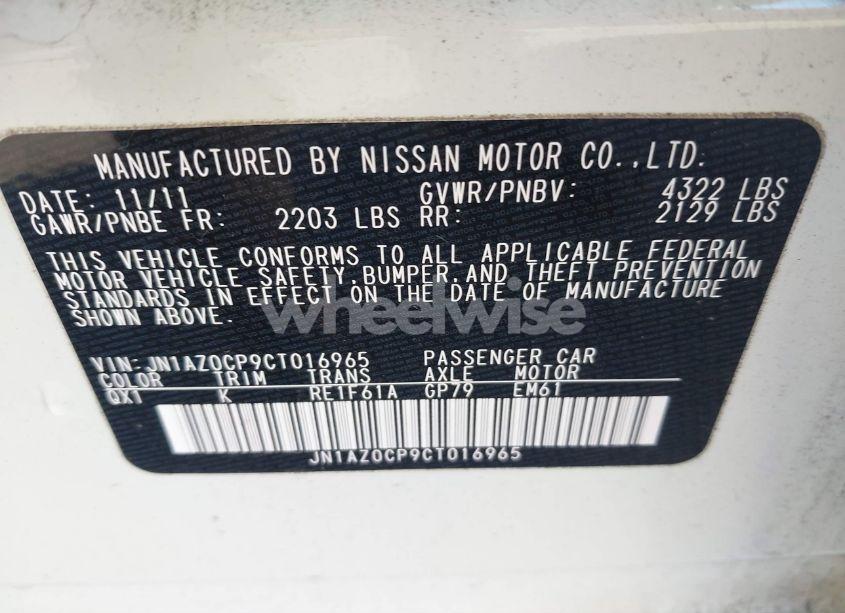 MANUFACTURED BY NISSAN MOTOR CO.,LTD.
DATE: 11/11 GVWR/PNBV: 4322 LBS
GAWR/PNBE FR: 2203 LBS RR: 2129 LBS
THIS VEHICLE CONFORMS TO ALL APPLICABLE FEDERAL
MOTOR VEHICLE SAFETY,BUMPER,AND THEFT PREVENTION
STANDARDS IN EFFECT ON THE DATE OF MANUFACTURE
SHOWN ABOVE.
wheelwise
VIN:JN1AZ0CP9CT016965 PASSENGER CAR
COLOR TRIM TRANS AXLE MOTOR
QX1 K RE1F61A GP79 EM61
JN1AZ0CP9CT016965